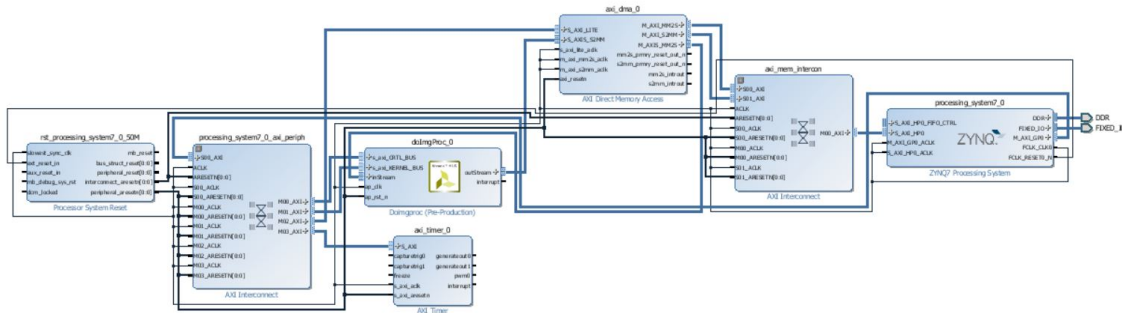 axi_dma_0
S_AXI_LITE
S_AXIS_S2MM
s_axi_lite_aclk
m_axi_mm2s_aclk
m_axi_s2mm_aclk
axi_resetn
M_AXI_MM2S
M_AXI_S2MM
M_AXIS_MM2S
mm2s_prmry_reset_out_n
s2mm_prmry_reset_out_n
mm2s_introut
s2mm_introut
AXI Direct Memory Access
axi_mem_intercon
S00_AXI
S01_AXI
ACLK
ARESETN[0:0]
S00_ACLK
S00_ARESETN[0:0]
M00_ACLK
M00_ARESETN[0:0]
S01_ACLK
S01_ARESETN[0:0]
M00_AXI
AXI Interconnect
processing_system7_0
S_AXI_HP0_FIFO_CTRL
S_AXI_HP0
M_AXI_GP0_ACLK
S_AXI_HP0_ACLK
ZYNQ
DDR
FIXED_IO
M_AXI_GP0
FCLK_CLK0
FCLK_RESET0_N
ZYNQ7 Processing System
DDR
rst_processing_system7_0_50M
slowest_sync_clk
ext_reset_in
aux_reset_in
mb_debug_sys_rst
dcm_locked
mb_reset
bus_struct_reset[0:0]
peripheral_reset[0:0]
interconnect_aresetn[0:0]
peripheral_aresetn[0:0]
Processor System Reset
processing_system7_0_axi_periph
S00_AXI
ACLK
ARESETN[0:0]
S00_ACLK
S00_ARESETN[0:0]
M00_ACLK
M00_ARESETN[0:0]
M01_ACLK
M01_ARESETN[0:0]
M02_ACLK
M02_ARESETN[0:0]
M03_ACLK
M03_ARESETN[0:0]
M00_AXI
M01_AXI
M02_AXI
M03_AXI
AXI Interconnect
doImgProc_0
s_axi_CRTL_BUS
s_axi_KERNEL_BUS
inStream
ap_clk
ap_rst_n
outStream
interrupt
Doimgproc (Pre-Production)
axi_timer_0
S_AXI
capturetrig0
capturetrig1
freeze
s_axi_aclk
s_axi_aresetn
generateout0
generateout1
pwm0
interrupt
AXI Timer